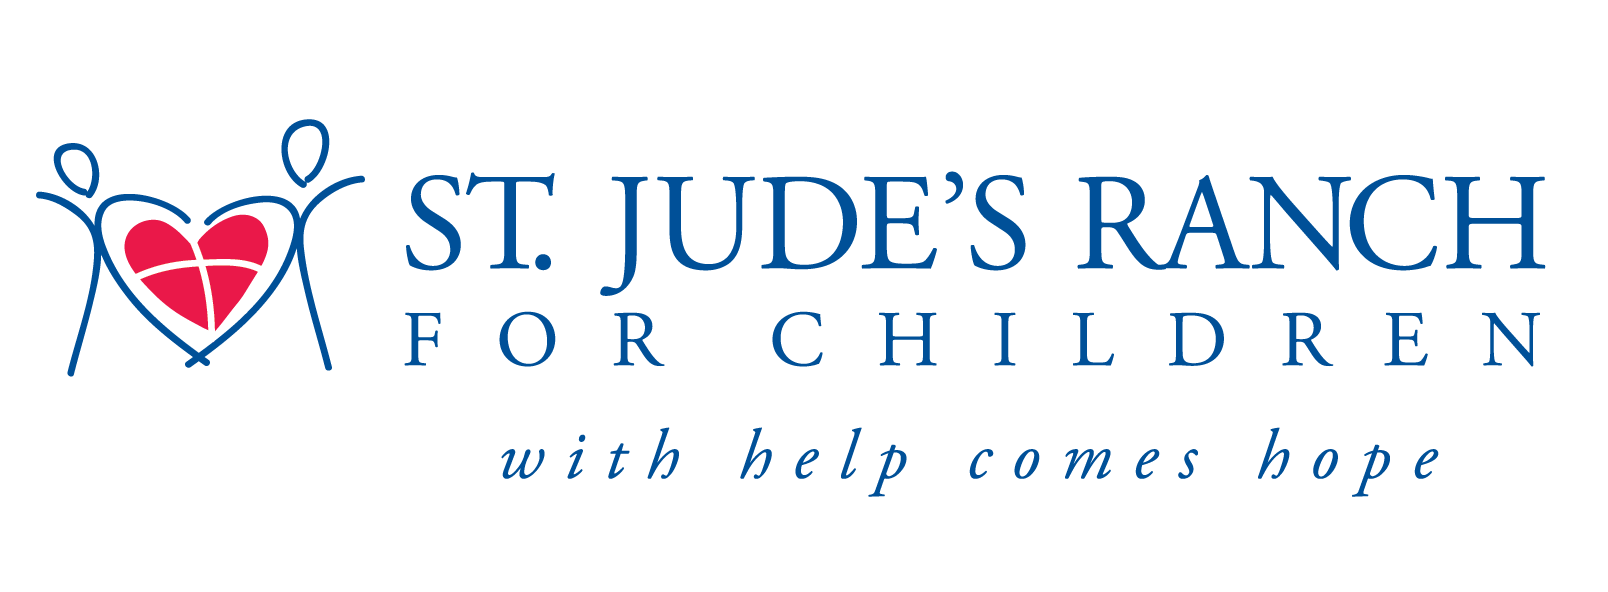 ST. JUDE’S RANCH
FOR CHILDREN
with help comes hope